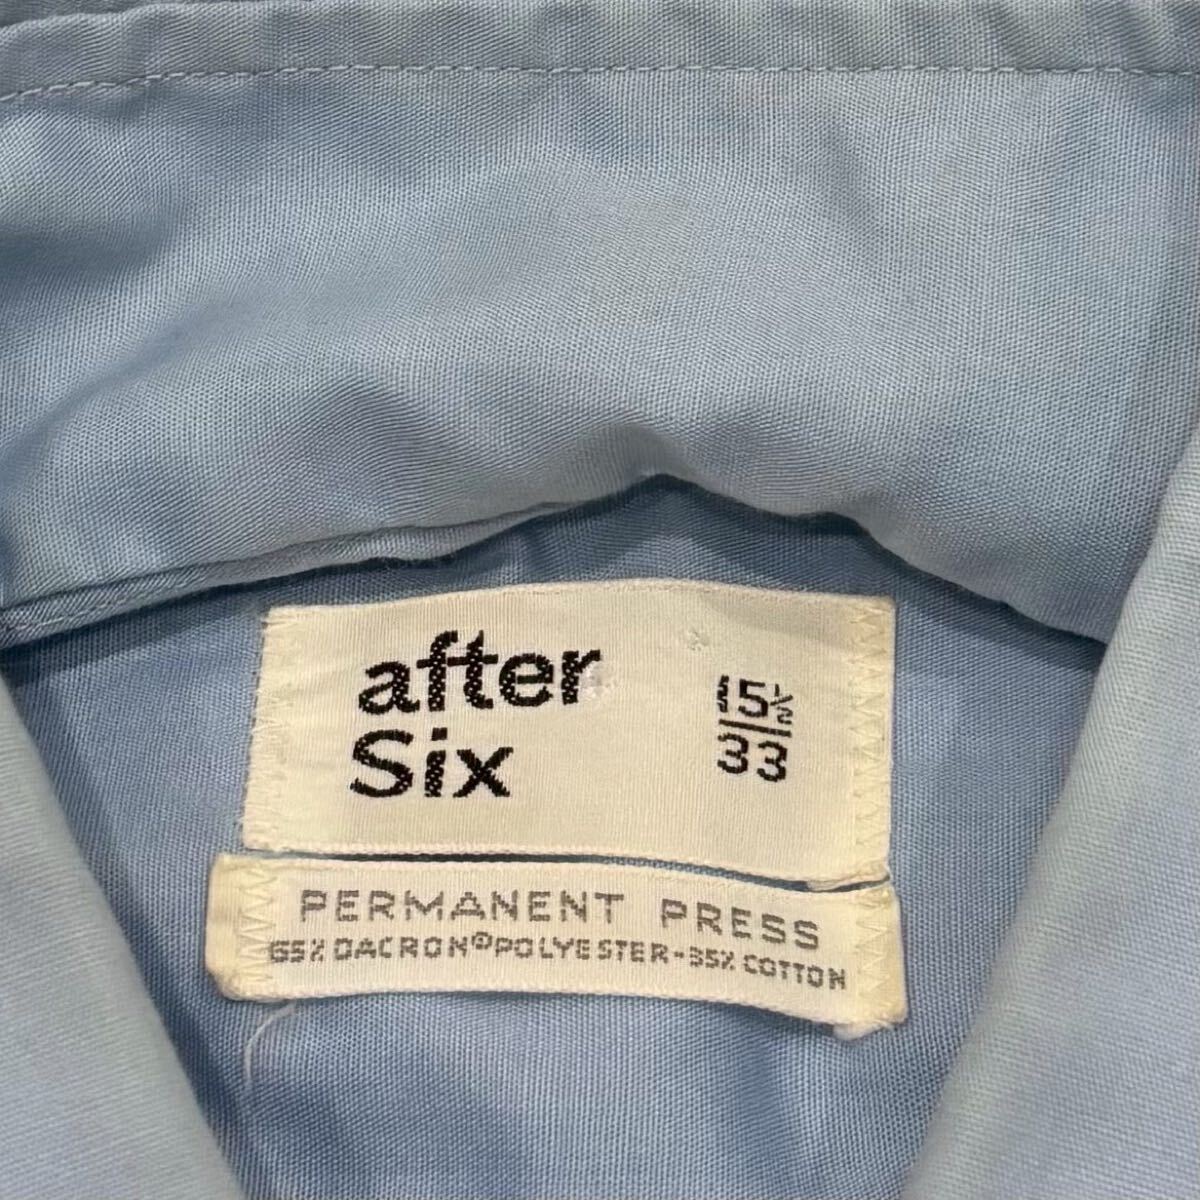 after
Six
15½
33
PERMANENT PRESS
65% DACRON® POLYESTER-35% COTTON